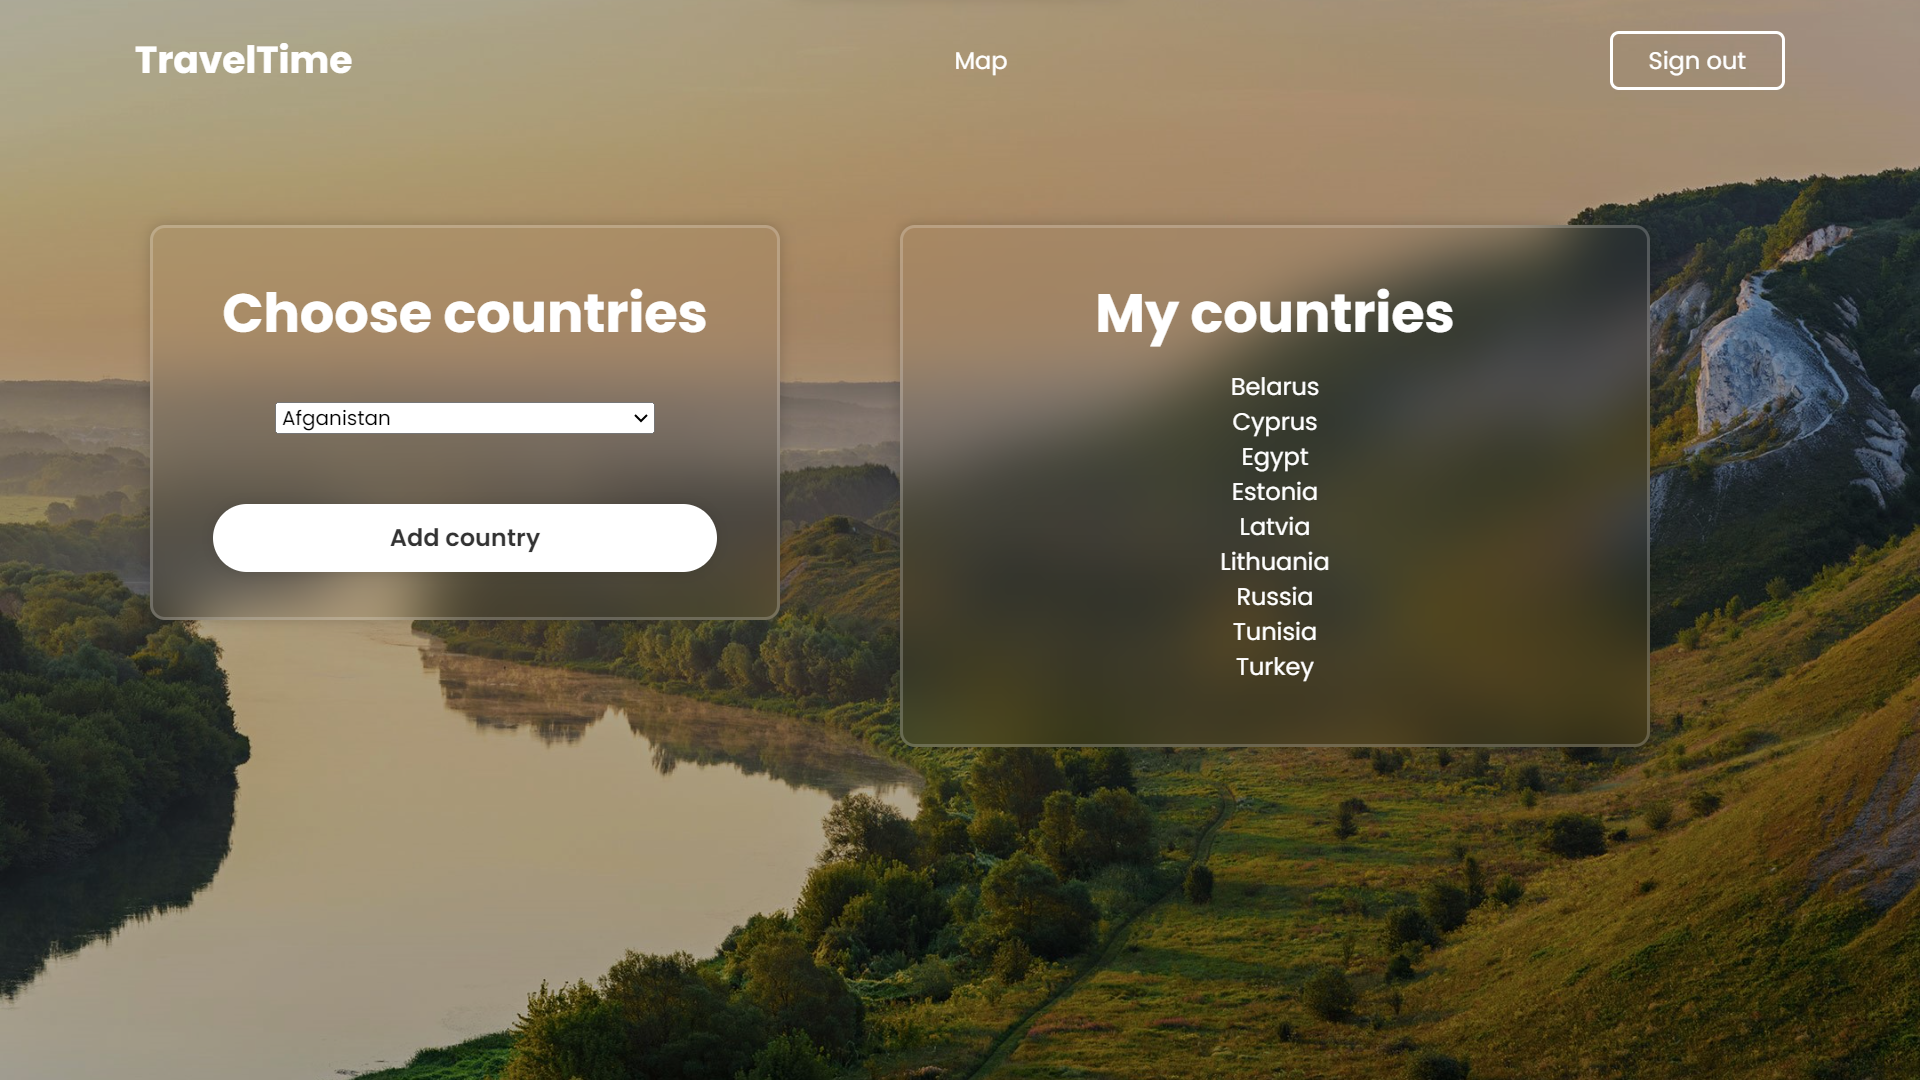 TravelTime
Map
Sign out
Choose countries
Afganistan
Add country
My countries
Belarus
Cyprus
Egypt
Estonia
Latvia
Lithuania
Russia
Tunisia
Turkey